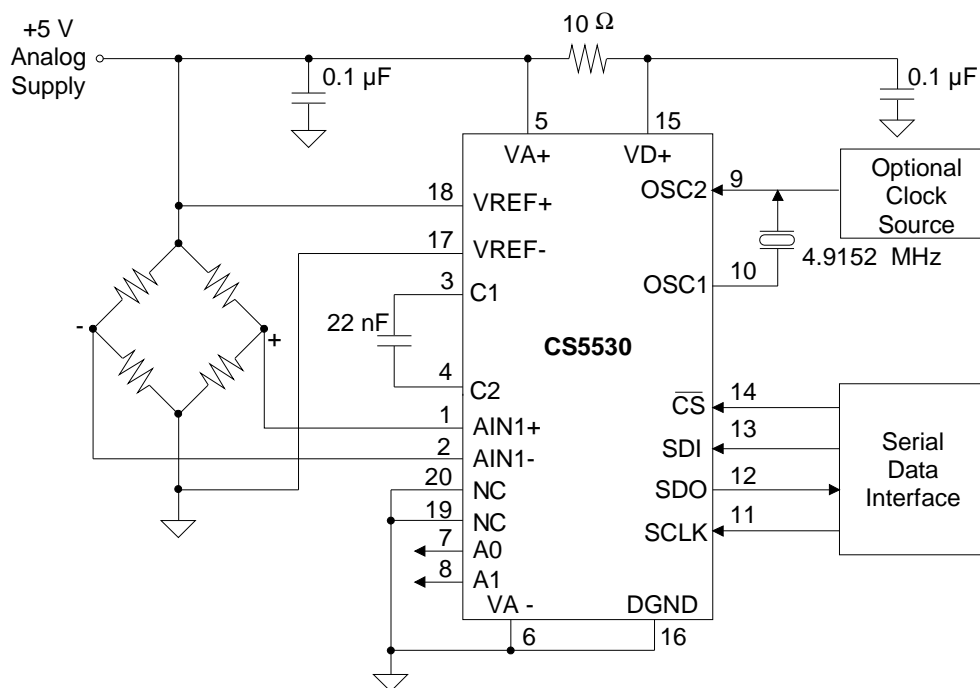 +5 V
Analog
Supply
0.1 µF
10 Ω
0.1 µF
5
15
VA+
VD+
18
VREF+
17
VREF-
3
C1
22 nF
4
C2
1
AIN1+
2
AIN1-
20
NC
19
NC
7
A0
8
A1
VA -
6
DGND
16
CS5530
-
+
OSC2
9
Optional
Clock
Source
4.9152 MHz
OSC1
10
CS
14
SDI
13
SDO
12
SCLK
11
Serial
Data
Interface